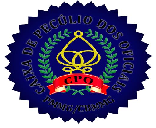 CAIXA DE PECÚLIO DOS OFICIAIS
CPO